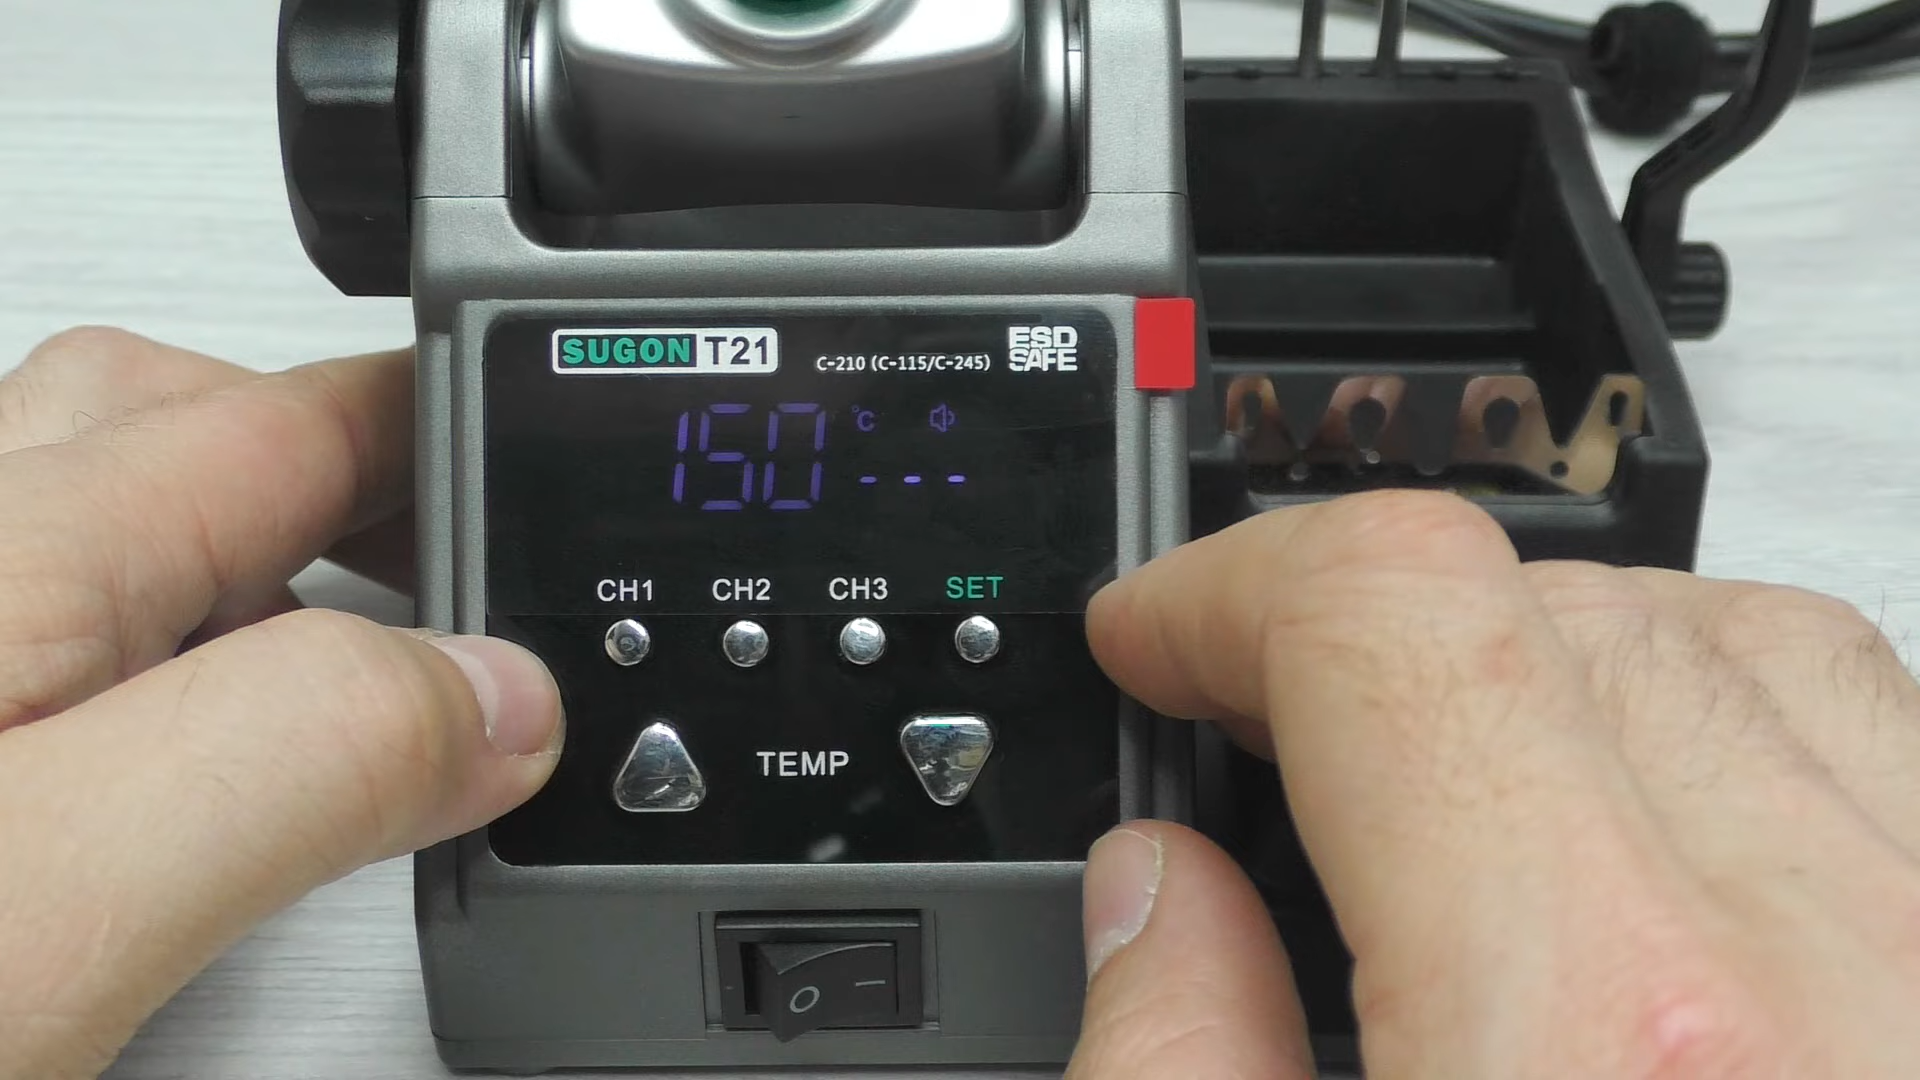 SUGON T21
C-210 (C-115/C-245)
ESD
SAFE
150 °C
---
CH1 CH2 CH3 SET
TEMP
O —